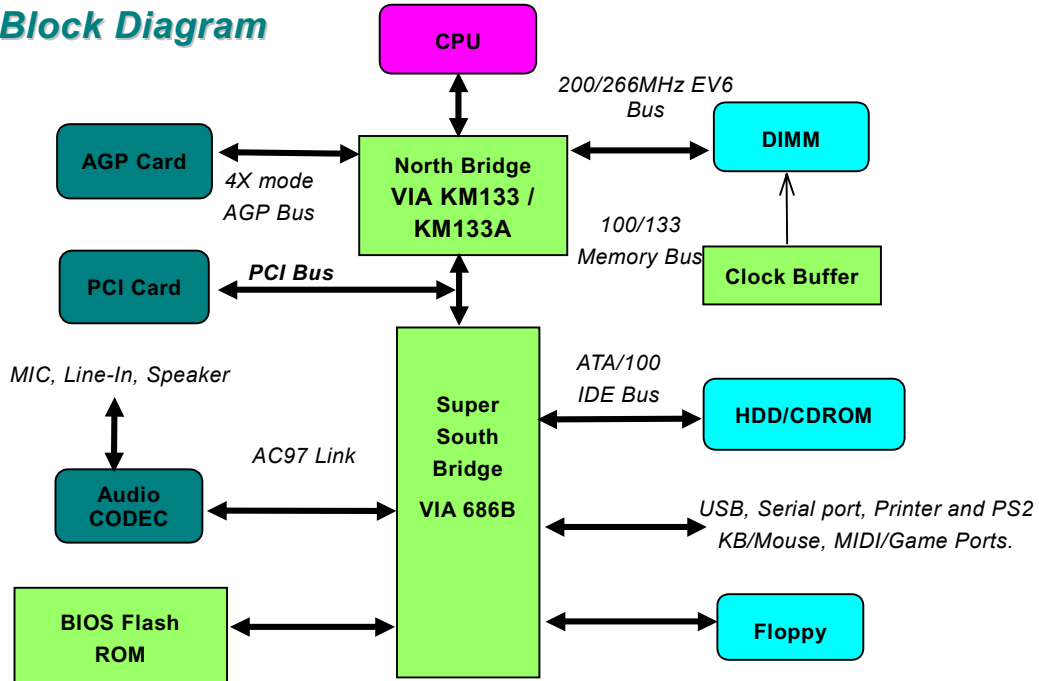 Block Diagram
CPU
200/266MHz EV6
Bus
AGP Card
4X mode
AGP Bus
North Bridge
VIA KM133 /
KM133A
DIMM
100/133
Memory Bus
Clock Buffer
PCI Card
PCI Bus
MIC, Line-In, Speaker
ATA/100
IDE Bus
Super
South
Bridge
VIA 686B
HDD/CDROM
AC97 Link
Audio
CODEC
USB, Serial port, Printer and PS2
KB/Mouse, MIDI/Game Ports.
BIOS Flash
ROM
Floppy